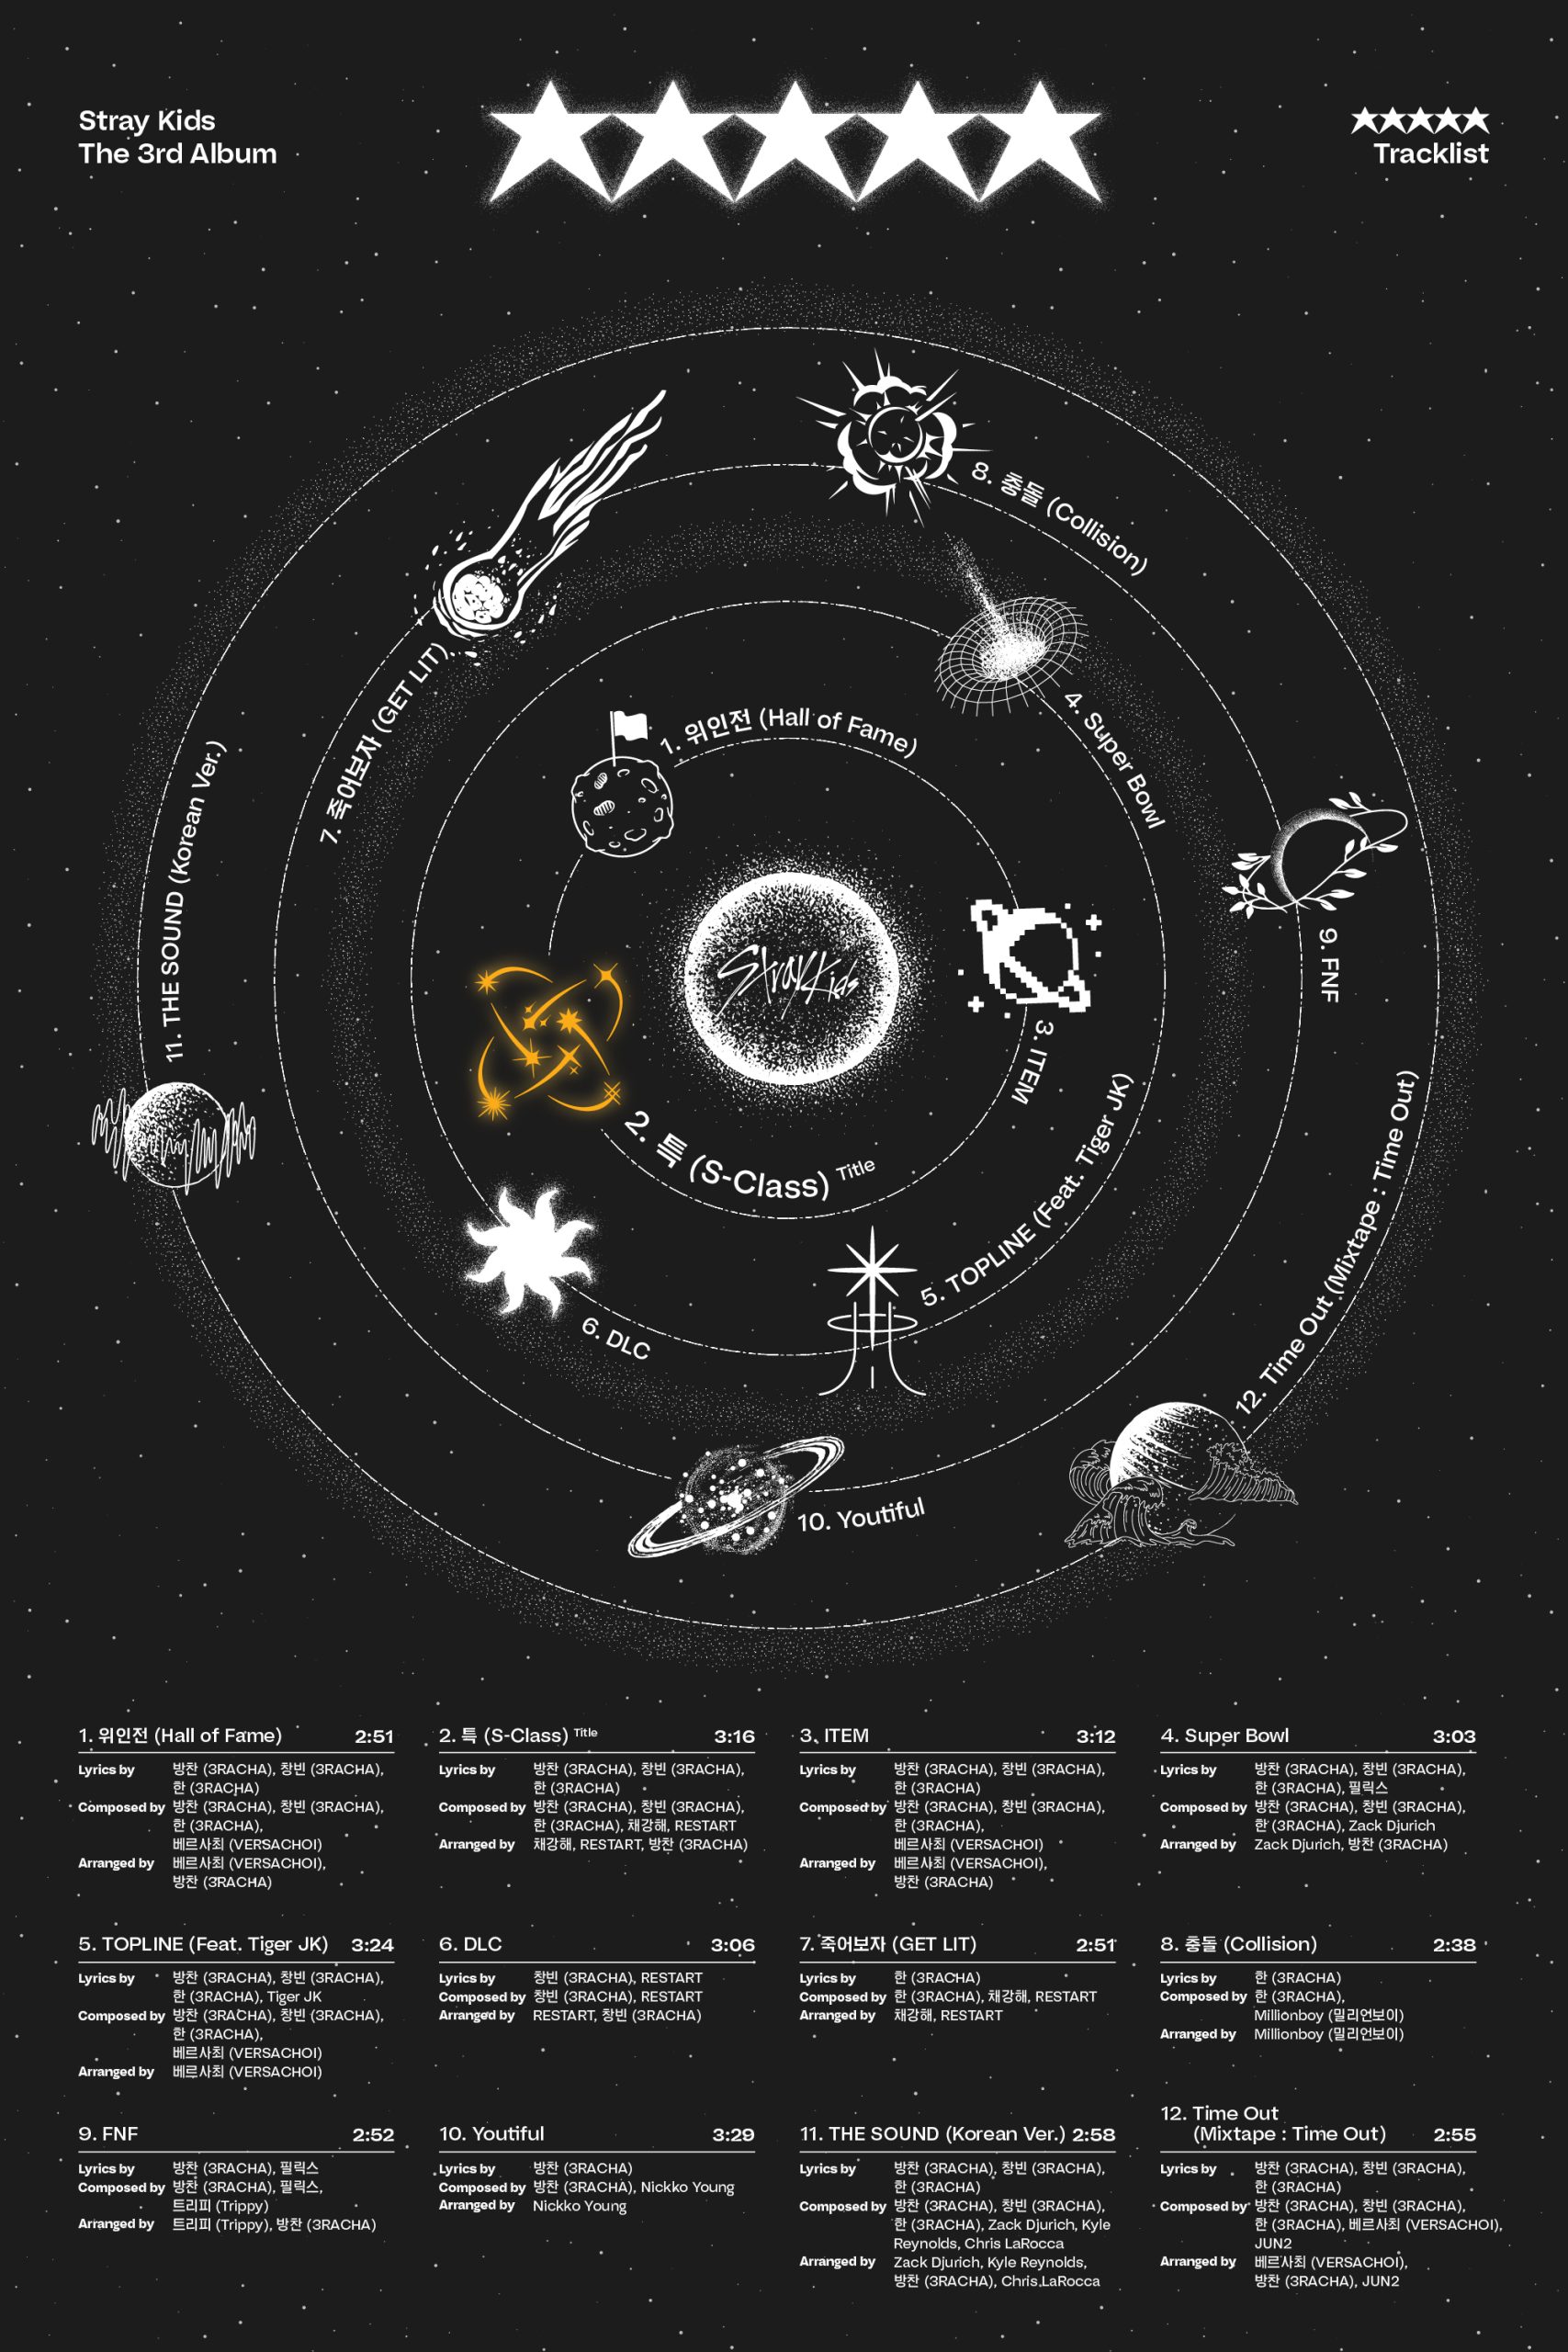 Stray Kids
The 3rd Album
★★★★★
★★★★★
Tracklist
8. 충돌 (Collision)
7. 죽어보자 (GET LIT)
4. Super Bowl
1. 위인전 (Hall of Fame)
11. THE SOUND (Korean Ver.)
9. FNF
Stray Kids
3. ITEM
2. 특 (S-Class) Title
5. TOPLINE (Feat. Tiger JK)
12. Time Out (Mixtape : Time Out)
6. DLC
10. Youtiful
1. 위인전 (Hall of Fame) 2:51
Lyrics by 방찬 (3RACHA), 창빈 (3RACHA),
한 (3RACHA)
Composed by 방찬 (3RACHA), 창빈 (3RACHA),
한 (3RACHA),
베르사최 (VERSACHOI)
Arranged by 베르사최 (VERSACHOI),
방찬 (3RACHA)
2. 특 (S-Class) Title 3:16
Lyrics by 방찬 (3RACHA), 창빈 (3RACHA),
한 (3RACHA)
Composed by 방찬 (3RACHA), 창빈 (3RACHA),
한 (3RACHA), 채강해, RESTART
Arranged by 채강해, RESTART, 방찬 (3RACHA)
3. ITEM 3:12
Lyrics by 방찬 (3RACHA), 창빈 (3RACHA),
한 (3RACHA)
Composed by 방찬 (3RACHA), 창빈 (3RACHA),
한 (3RACHA),
베르사최 (VERSACHOI)
Arranged by 베르사최 (VERSACHOI),
방찬 (3RACHA)
4. Super Bowl 3:03
Lyrics by 방찬 (3RACHA), 창빈 (3RACHA),
한 (3RACHA), 필릭스
Composed by 방찬 (3RACHA), 창빈 (3RACHA),
한 (3RACHA), Zack Djurich
Arranged by Zack Djurich, 방찬 (3RACHA)
5. TOPLINE (Feat. Tiger JK) 3:24
Lyrics by 방찬 (3RACHA), 창빈 (3RACHA),
한 (3RACHA), Tiger JK
Composed by 방찬 (3RACHA), 창빈 (3RACHA),
한 (3RACHA),
베르사최 (VERSACHOI)
Arranged by 베르사최 (VERSACHOI)
6. DLC 3:06
Lyrics by 창빈 (3RACHA), RESTART
Composed by 창빈 (3RACHA), RESTART
Arranged by RESTART, 창빈 (3RACHA)
7. 죽어보자 (GET LIT) 2:51
Lyrics by 한 (3RACHA)
Composed by 한 (3RACHA), 채강해, RESTART
Arranged by 채강해, RESTART
8. 충돌 (Collision) 2:38
Lyrics by 한 (3RACHA)
Composed by 한 (3RACHA),
Millionboy (밀리언보이)
Arranged by Millionboy (밀리언보이)
9. FNF 2:52
Lyrics by 방찬 (3RACHA), 필릭스
Composed by 방찬 (3RACHA), 필릭스,
트리피 (Trippy)
Arranged by 트리피 (Trippy), 방찬 (3RACHA)
10. Youtiful 3:29
Lyrics by 방찬 (3RACHA)
Composed by 방찬 (3RACHA), Nickko Young
Arranged by Nickko Young
11. THE SOUND (Korean Ver.) 2:58
Lyrics by 방찬 (3RACHA), 창빈 (3RACHA),
한 (3RACHA)
Composed by 방찬 (3RACHA), 창빈 (3RACHA),
한 (3RACHA), Zack Djurich, Kyle
Reynolds, Chris LaRocca
Arranged by Zack Djurich, Kyle Reynolds,
방찬 (3RACHA), Chris LaRocca
12. Time Out
(Mixtape : Time Out) 2:55
Lyrics by 방찬 (3RACHA), 창빈 (3RACHA),
한 (3RACHA)
Composed by 방찬 (3RACHA), 창빈 (3RACHA),
한 (3RACHA), 베르사최 (VERSACHOI),
JUN2
Arranged by 베르사최 (VERSACHOI),
방찬 (3RACHA), JUN2